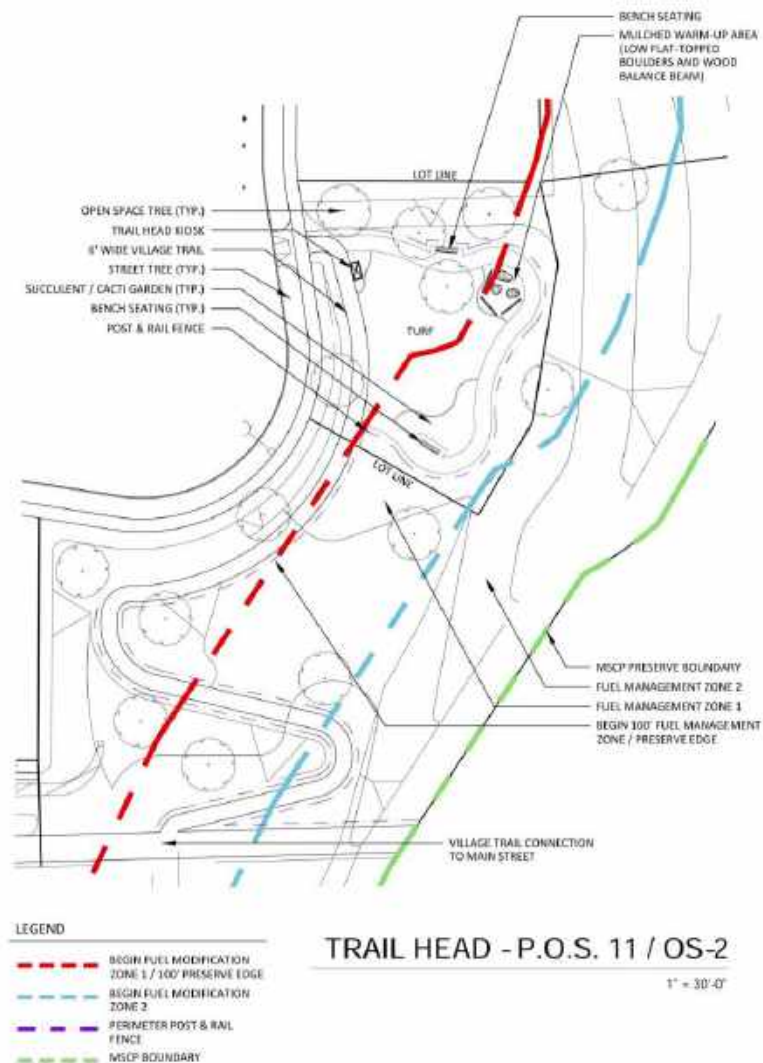 BENCH SEATING
MULCHED WARM-UP AREA
(LOW FLAT-TOPPED
BOULDERS AND WOOD
BALANCE BEAM)
LOT LINE
OPEN SPACE TREE (TYP.)
TRAIL HEAD KIOSK
6' WIDE VILLAGE TRAIL
STREET TREE (TYP.)
SUCCULENT / CACTI GARDEN (TYP.)
BENCH SEATING (TYP.)
POST & RAIL FENCE
TURF
LOT LINE
MSCP PRESERVE BOUNDARY
FUEL MANAGEMENT ZONE 2
FUEL MANAGEMENT ZONE 1
BEGIN 100' FUEL MANAGEMENT
ZONE / PRESERVE EDGE
VILLAGE TRAIL CONNECTION
TO MAIN STREET
LEGEND
BEGIN FUEL MODIFICATION
ZONE 1 / 100' PRESERVE EDGE
BEGIN FUEL MODIFICATION
ZONE 2
PERIMETER POST & RAIL
FENCE
MSCP BOUNDARY
TRAIL HEAD - P.O.S. 11 / OS-2
1" = 30'-0"